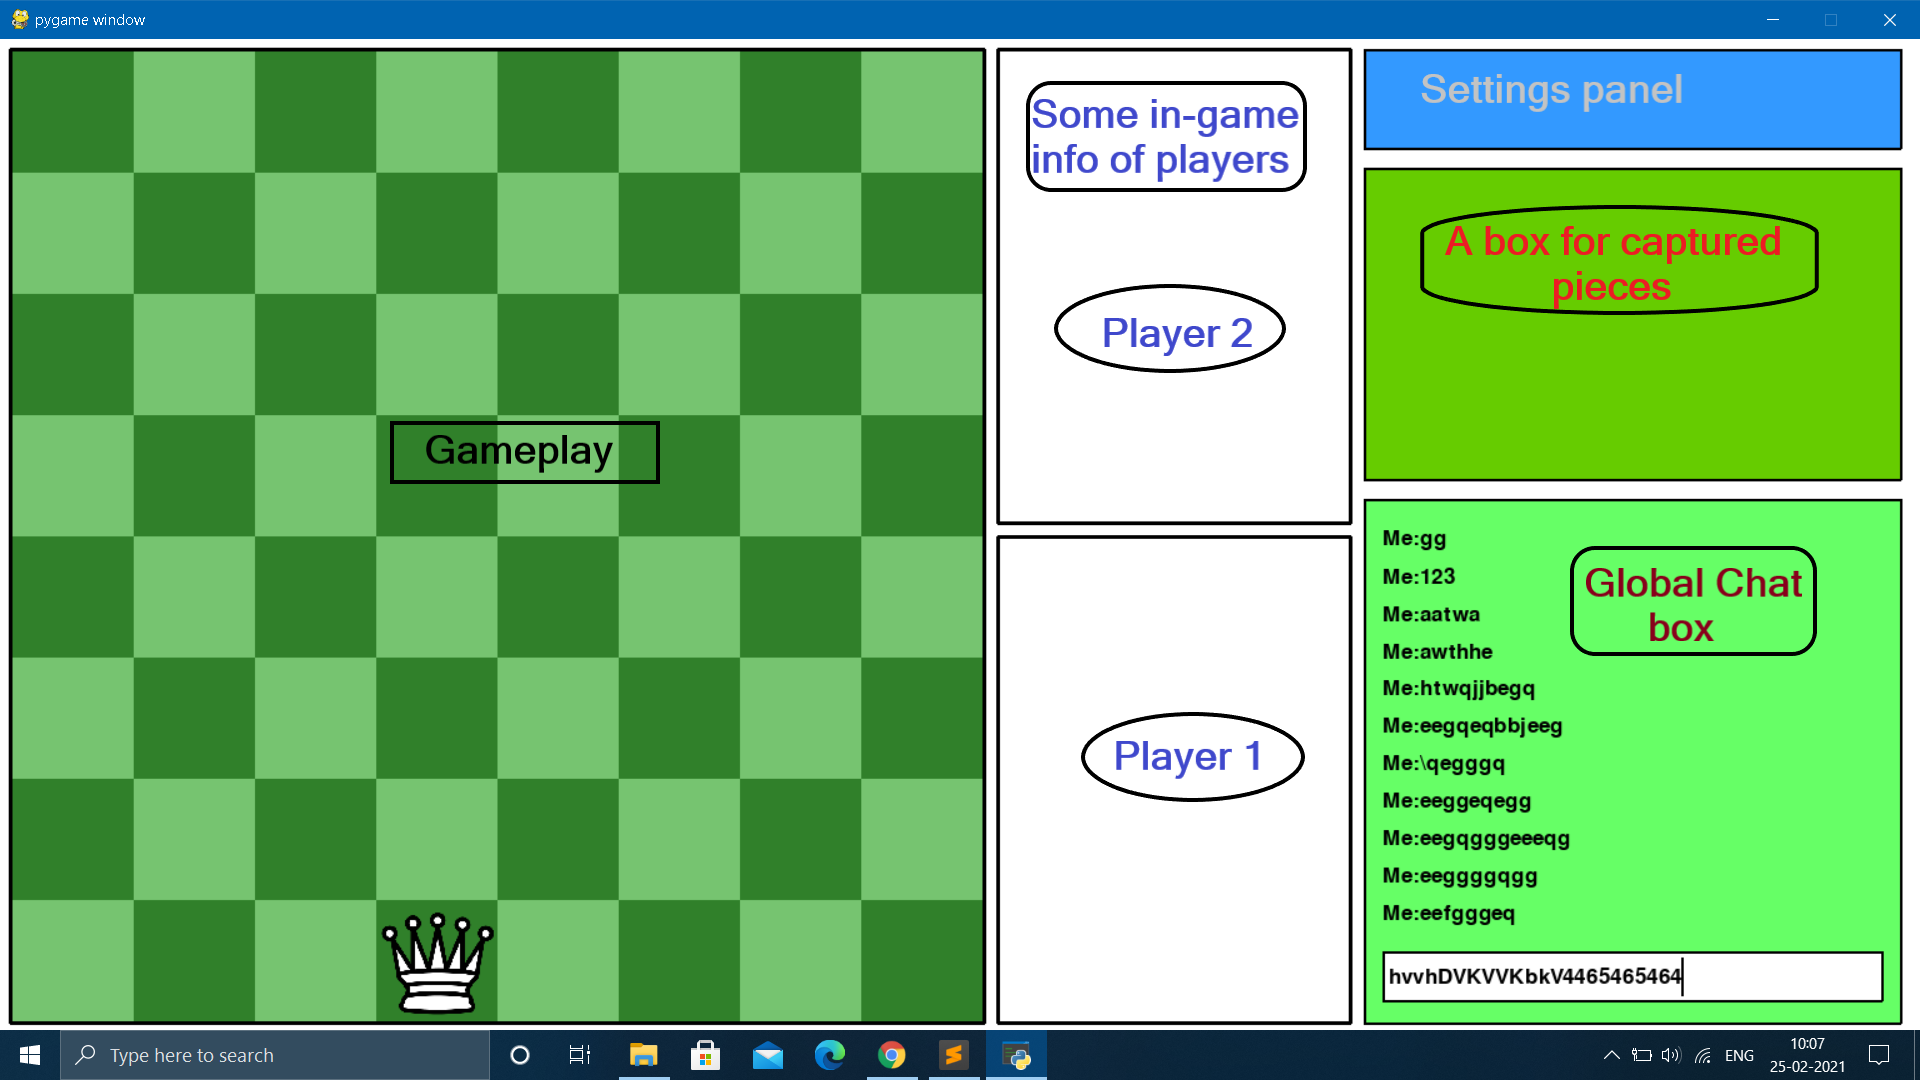 pygame window
Gameplay
Some in-game
info of players
Player 2
Player 1
Settings panel
A box for captured
pieces
Global Chat
box
Me:gg
Me:123
Me:aatwa
Me:awthhe
Me:htwqjjbegq
Me:eegqeqbbjeeg
Me:\qegggq
Me:eeggeqegg
Me:eegqgggeeeqg
Me:eeggggqgg
Me:eefgggeq
hvvhDVKVVKbkV4465465464
Type here to search
ENG
10:07
25-02-2021